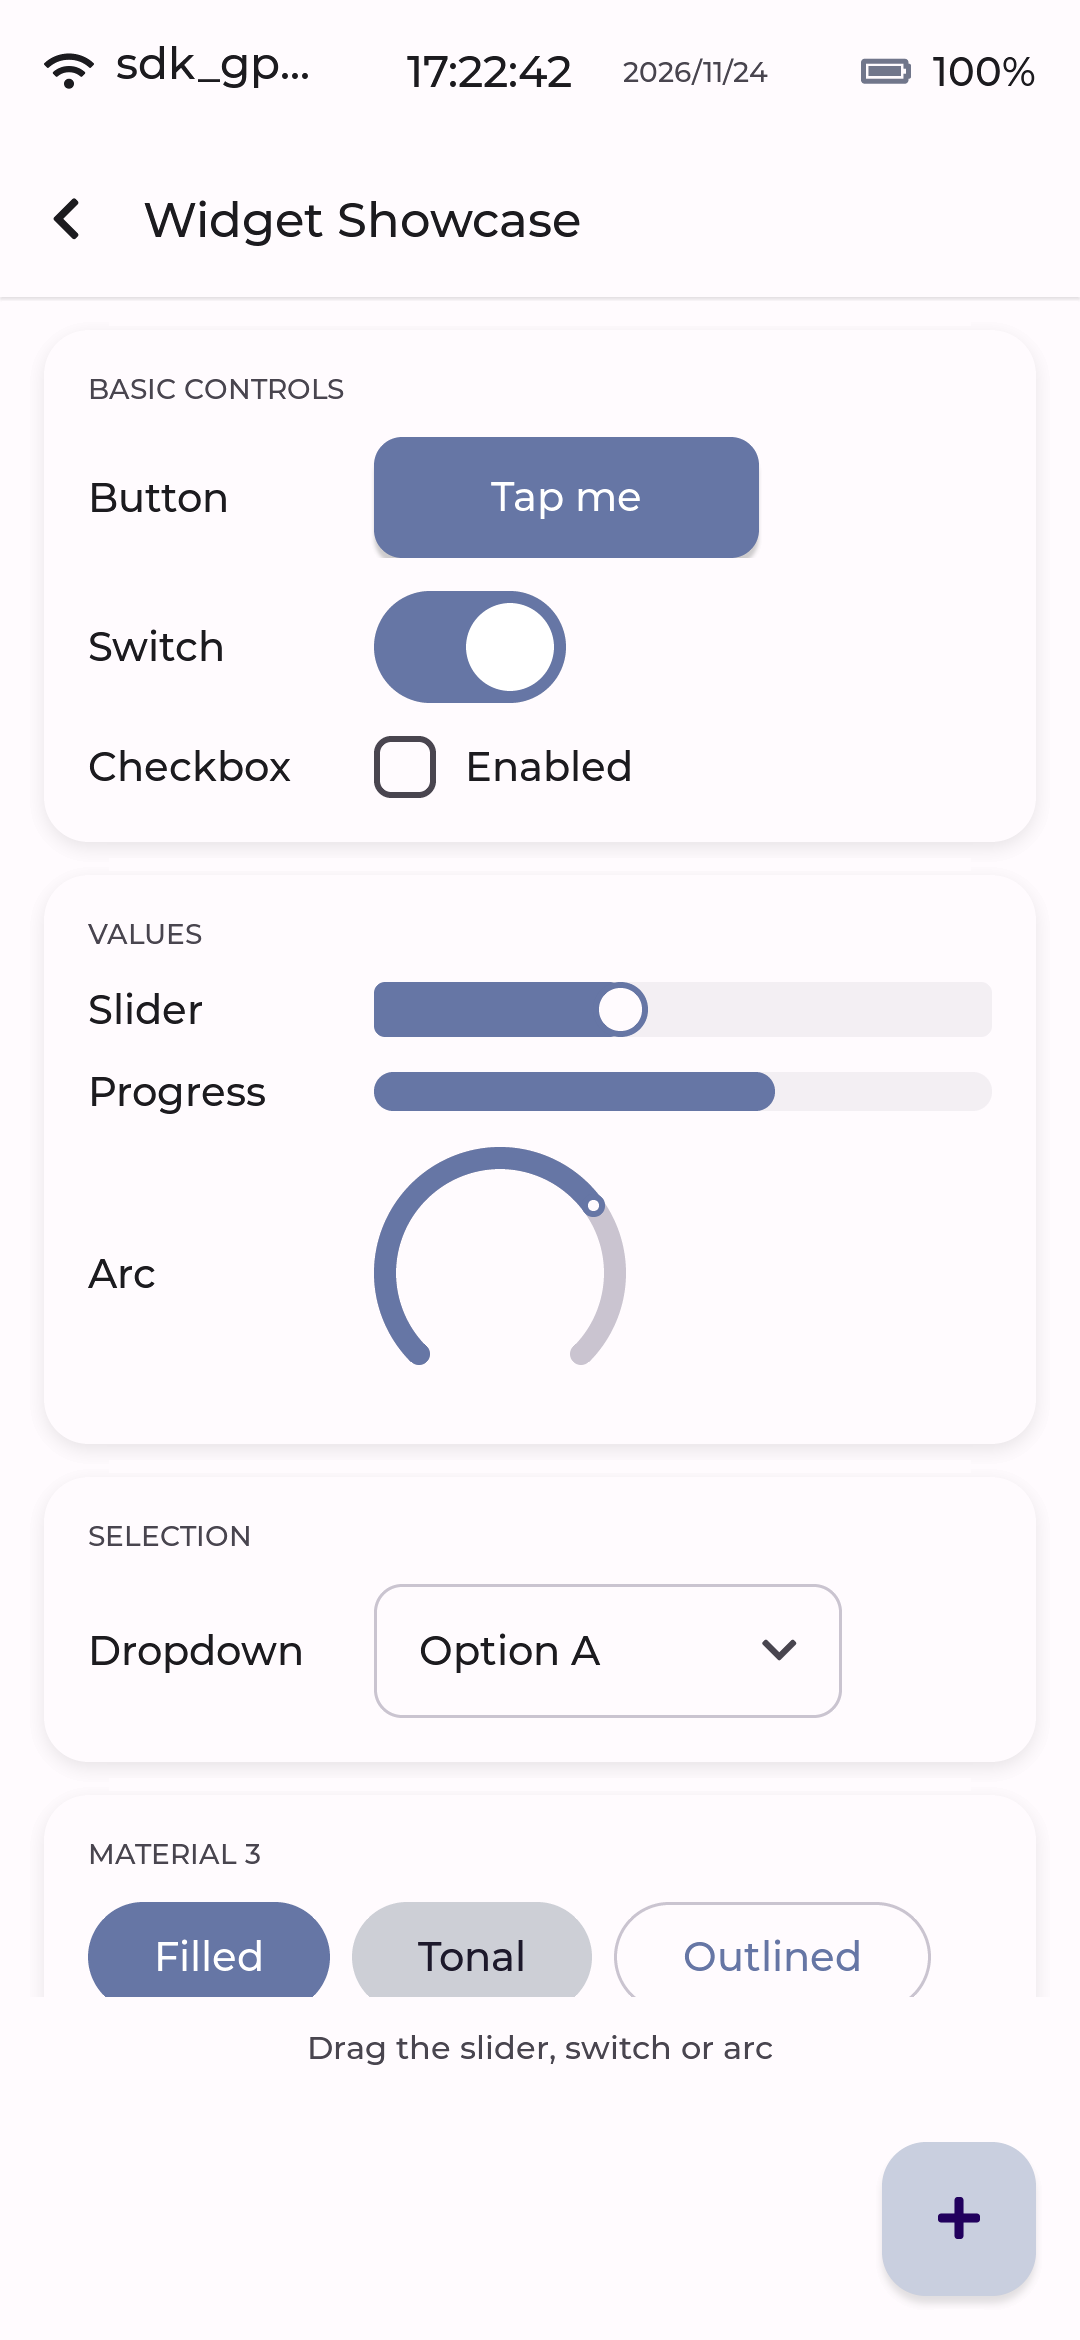 sdk_gp... 17:22:42 2026/11/24 100%
Widget Showcase
BASIC CONTROLS
Button Tap me
Switch
Checkbox Enabled
VALUES
Slider
Progress
Arc
SELECTION
Dropdown Option A
MATERIAL 3
Filled Tonal Outlined
Drag the slider, switch or arc